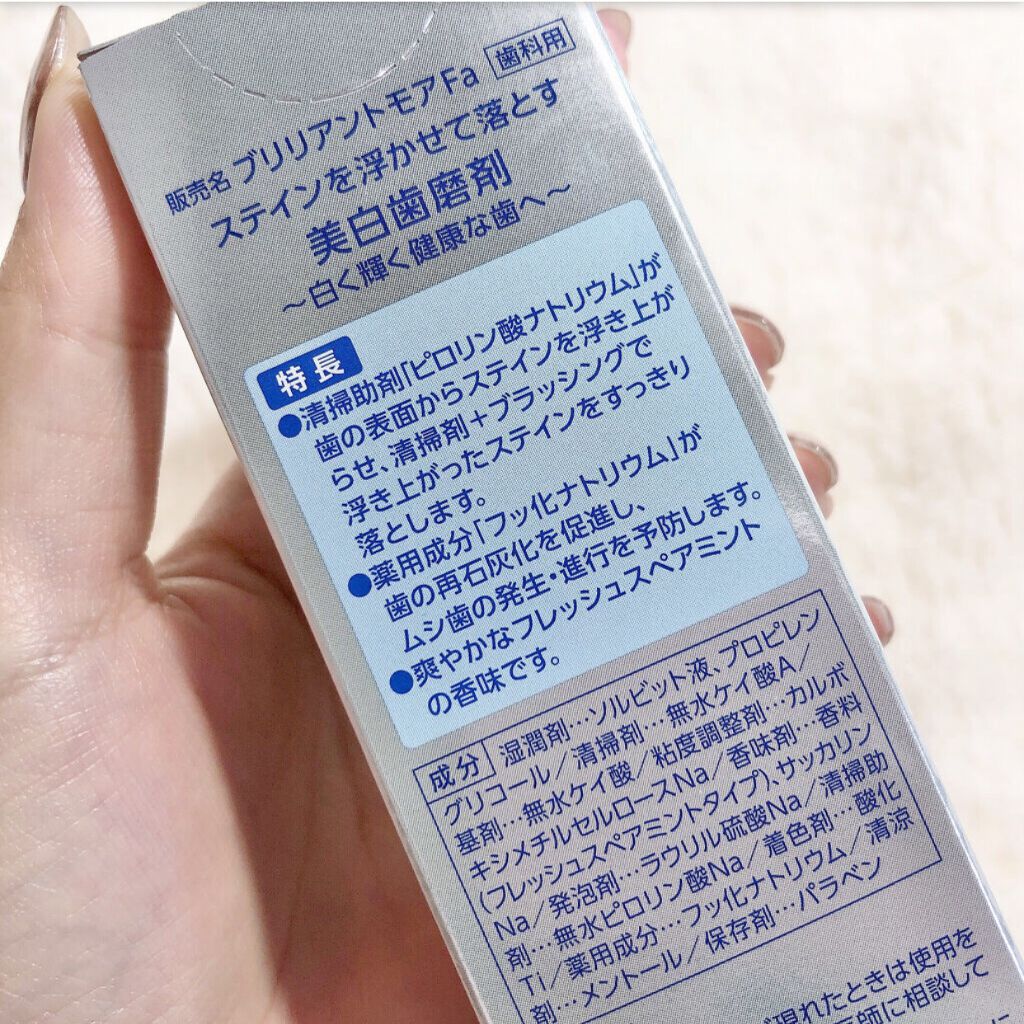 販売名 ブリリアントモアFa 歯科用
ステインを浮かせて落とす
美白歯磨剤
〜白く輝く健康な歯へ〜
特長
●清掃助剤「ピロリン酸ナトリウム」が
歯の表面からステインを浮き上が
らせ、清掃剤+ブラッシングで
浮き上がったステインをすっきり
落とします。
●薬用成分「フッ化ナトリウム」が
歯の再石灰化を促進し、
ムシ歯の発生・進行を予防します。
●爽やかなフレッシュスペアミント
の香味です。
成分 湿潤剤…ソルビット液、プロピレン
グリコール/清掃剤…無水ケイ酸A/
基剤…無水ケイ酸/粘度調整剤…カルボ
キシメチルセルロースNa/香味剤…香料
(フレッシュスペアミントタイプ)、サッカリン
Na/発泡剤…ラウリル硫酸Na/清掃助
剤…無水ピロリン酸Na/着色剤…酸化
Ti/薬用成分…フッ化ナトリウム/清涼
剤…メントール/保存剤…パラベン
現れたときは使用を
師に相談して